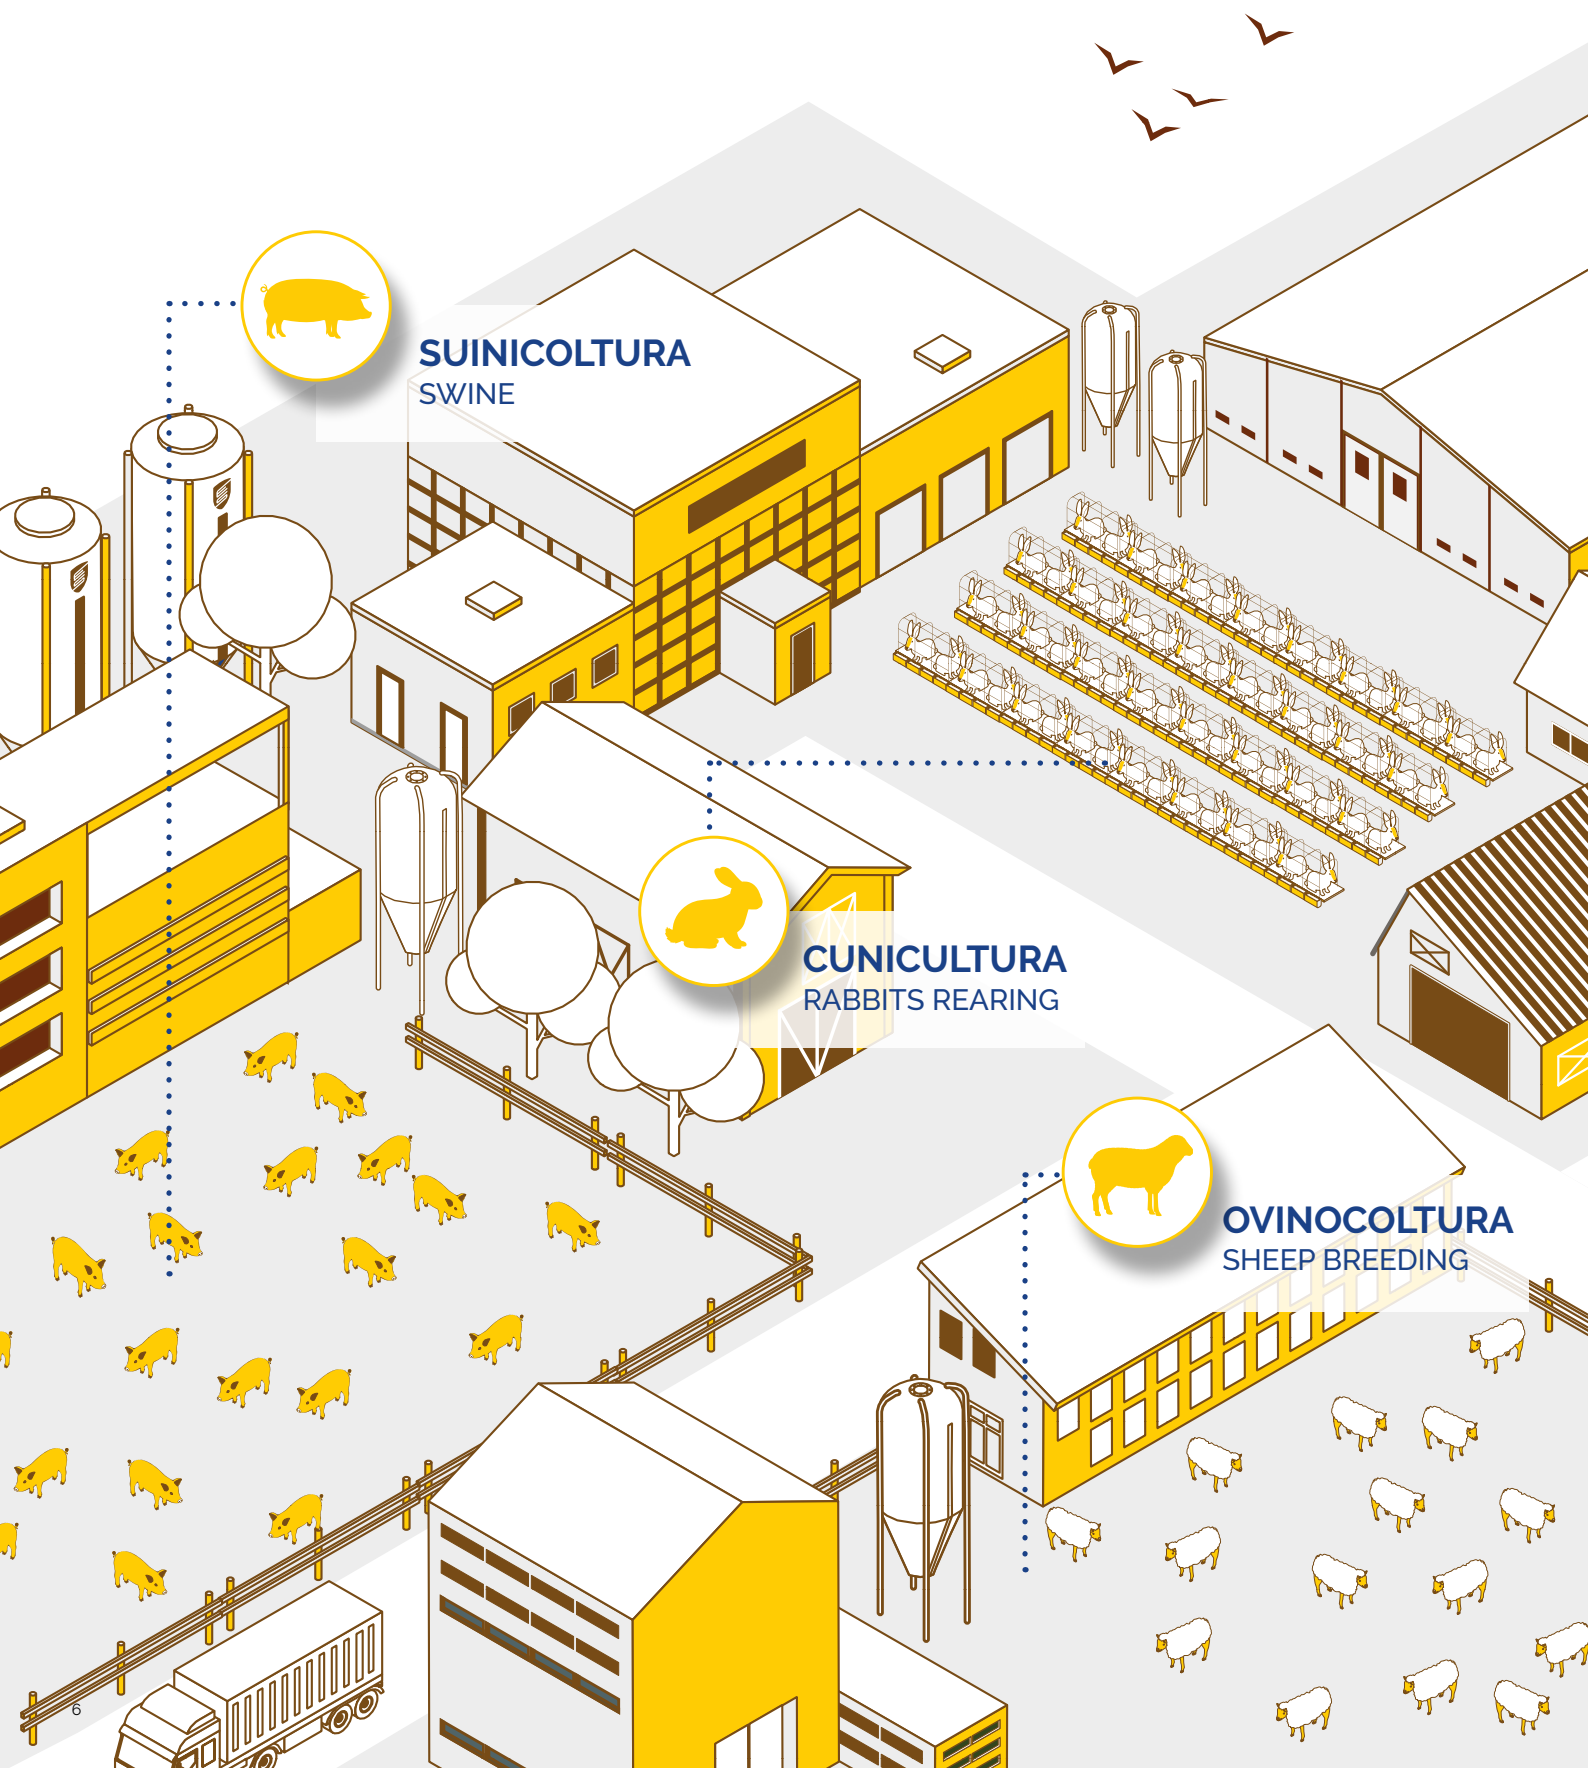 SUINICOLTURA
SWINE
CUNICULTURA
RABBITS REARING
OVINOCOLTURA
SHEEP BREEDING
6